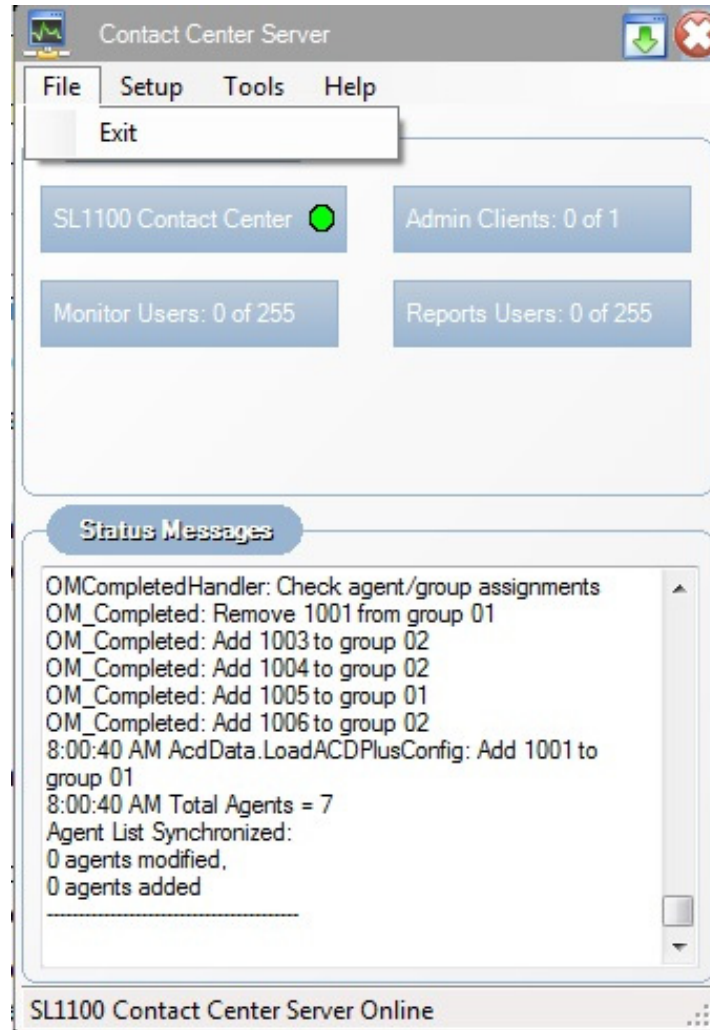 Contact Center Server
File Setup Tools Help
Exit
SL1100 Contact Center
Admin Clients: 0 of 1
Monitor Users: 0 of 255
Reports Users: 0 of 255
Status Messages
OMCompletedHandler: Check agent/group assignments
OM_Completed: Remove 1001 from group 01
OM_Completed: Add 1003 to group 02
OM_Completed: Add 1004 to group 02
OM_Completed: Add 1005 to group 01
OM_Completed: Add 1006 to group 02
8:00:40 AM AcdData.LoadACDPlusConfig: Add 1001 to
group 01
8:00:40 AM Total Agents = 7
Agent List Synchronized:
0 agents modified,
0 agents added
----------------------------------------
SL1100 Contact Center Server Online